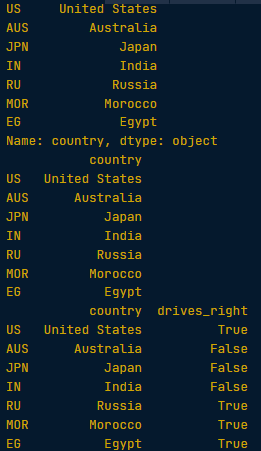 US     United States
AUS        Australia
JPN            Japan
IN             India
RU            Russia
MOR          Morocco
EG             Egypt
Name: country, dtype: object
           country
US   United States
AUS      Australia
JPN          Japan
IN           India
RU          Russia
MOR        Morocco
EG           Egypt
           country  drives_right
US   United States          True
AUS      Australia         False
JPN          Japan         False
IN           India         False
RU          Russia          True
MOR        Morocco          True
EG           Egypt          True